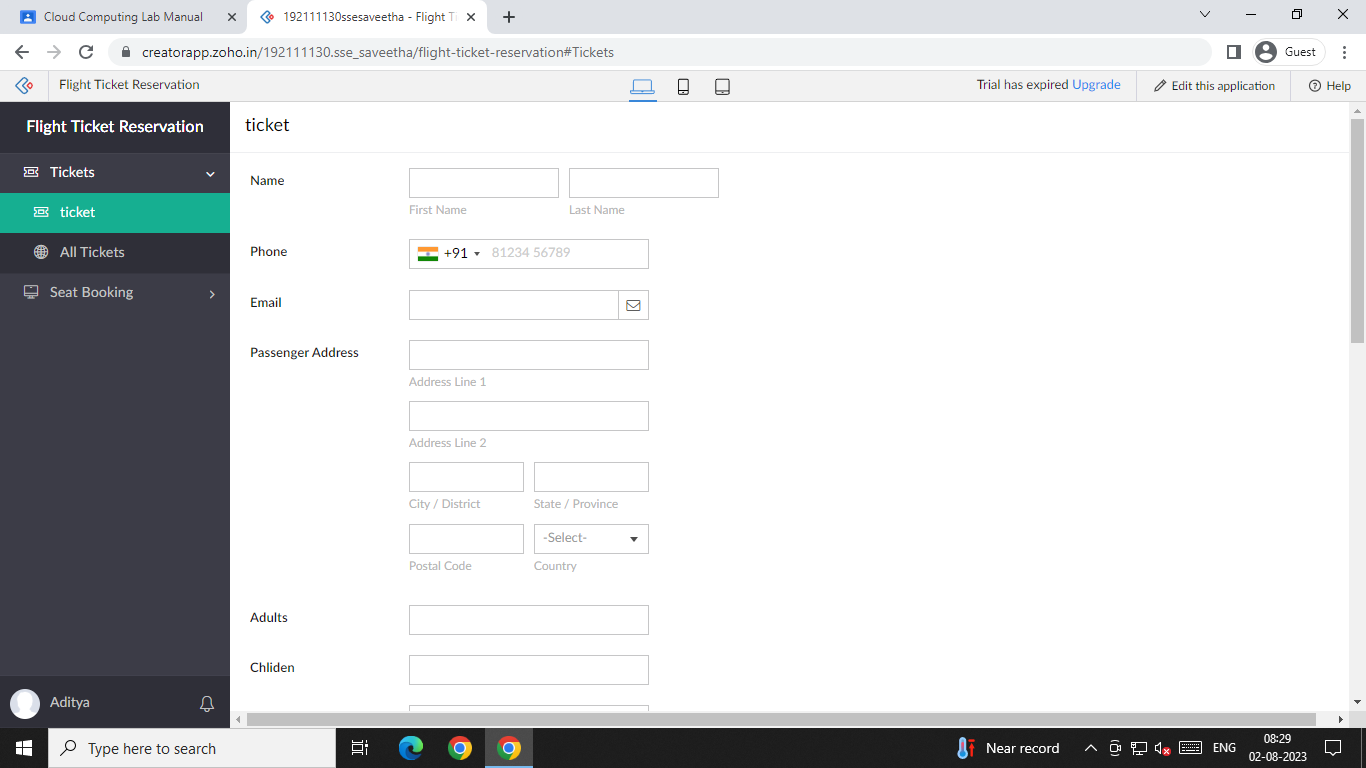 Cloud Computing Lab Manual
192111130ssesaveetha - Flight Ti
creatorapp.zoho.in/192111130.sse_saveetha/flight-ticket-reservation#Tickets
Guest
Flight Ticket Reservation
Trial has expired Upgrade
Edit this application
Help
Flight Ticket Reservation
Tickets
ticket
All Tickets
Seat Booking
Aditya
ticket
Name
First Name
Last Name
Phone
+91
81234 56789
Email
Passenger Address
Address Line 1
Address Line 2
City / District
State / Province
-Select-
Postal Code
Country
Adults
Chliden
Type here to search
Near record
ENG
08:29
02-08-2023